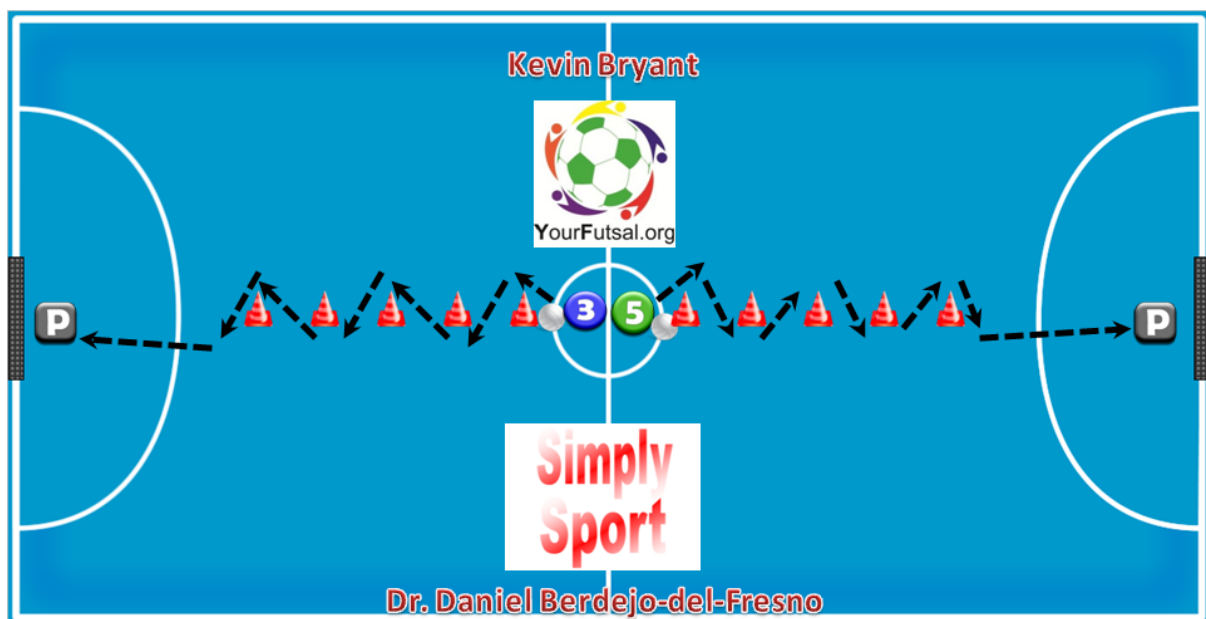 Kevin Bryant
YourFutsal.org
P
3
5
P
Simply
Sport
Dr. Daniel Berdejo-del-Fresno